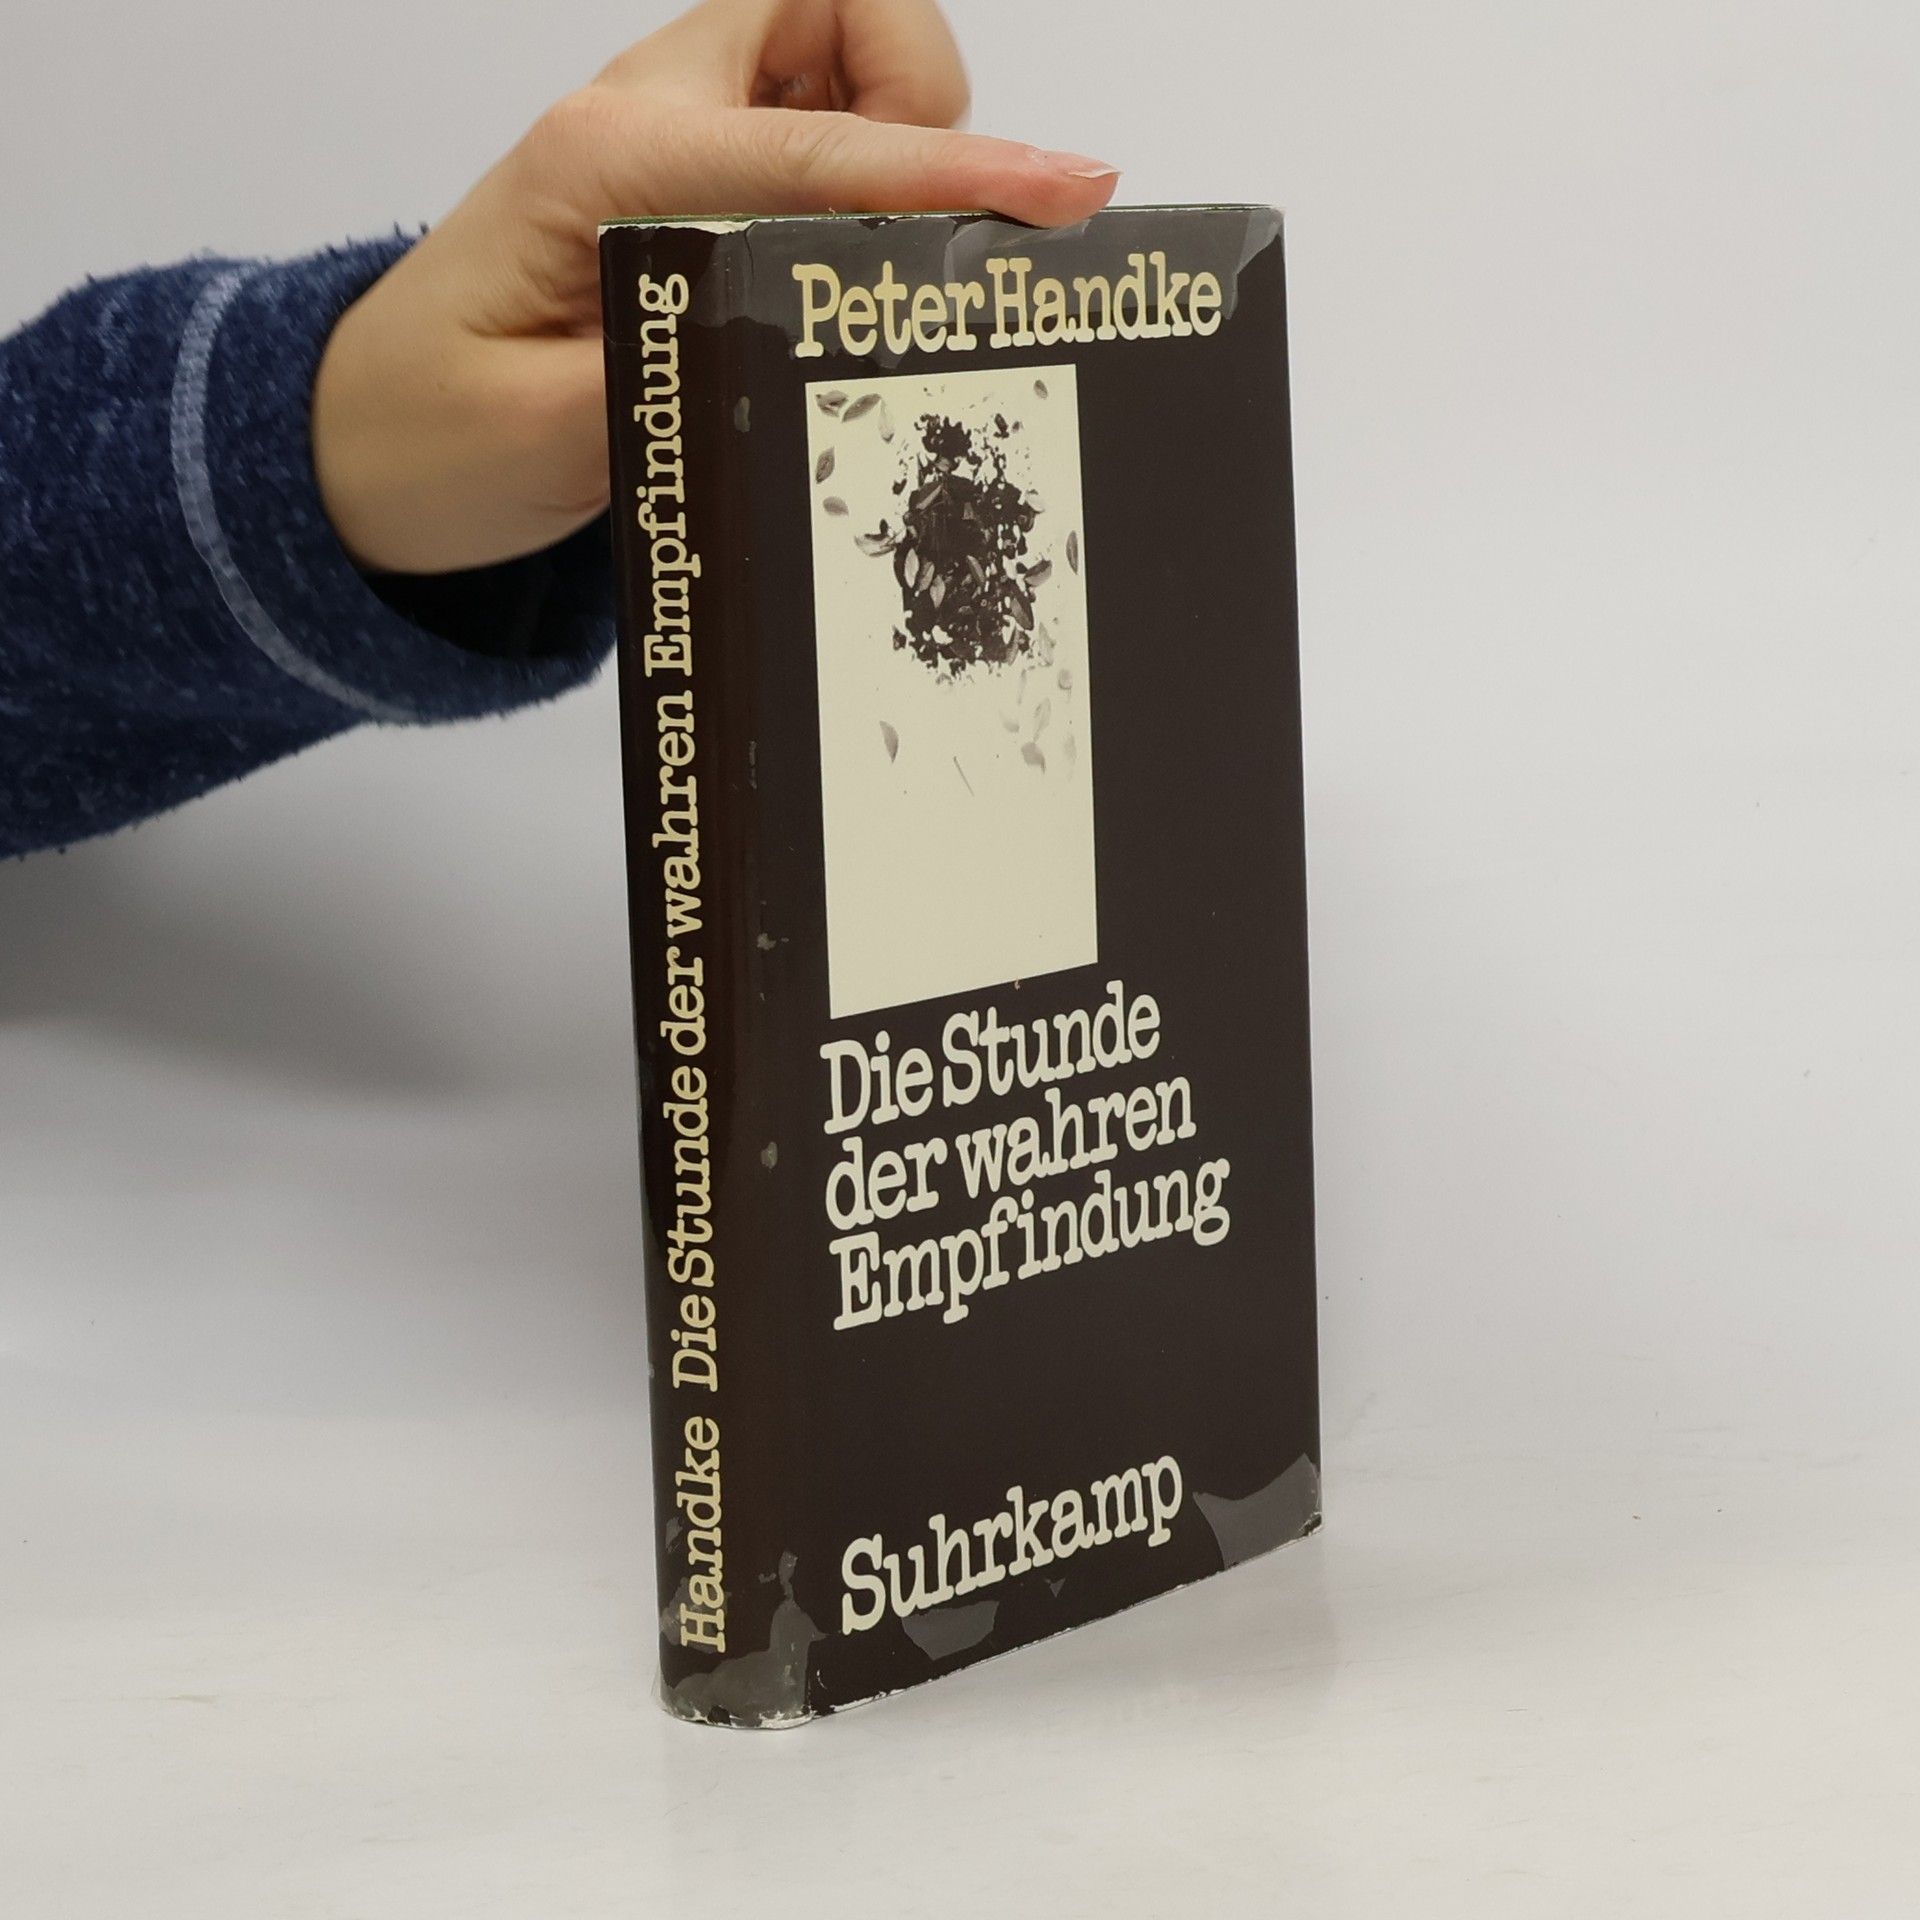 Handke Die Stunde der wahren Empfindung
Peter Handke
Die Stunde
der wahren
Empfindung
Suhrkamp